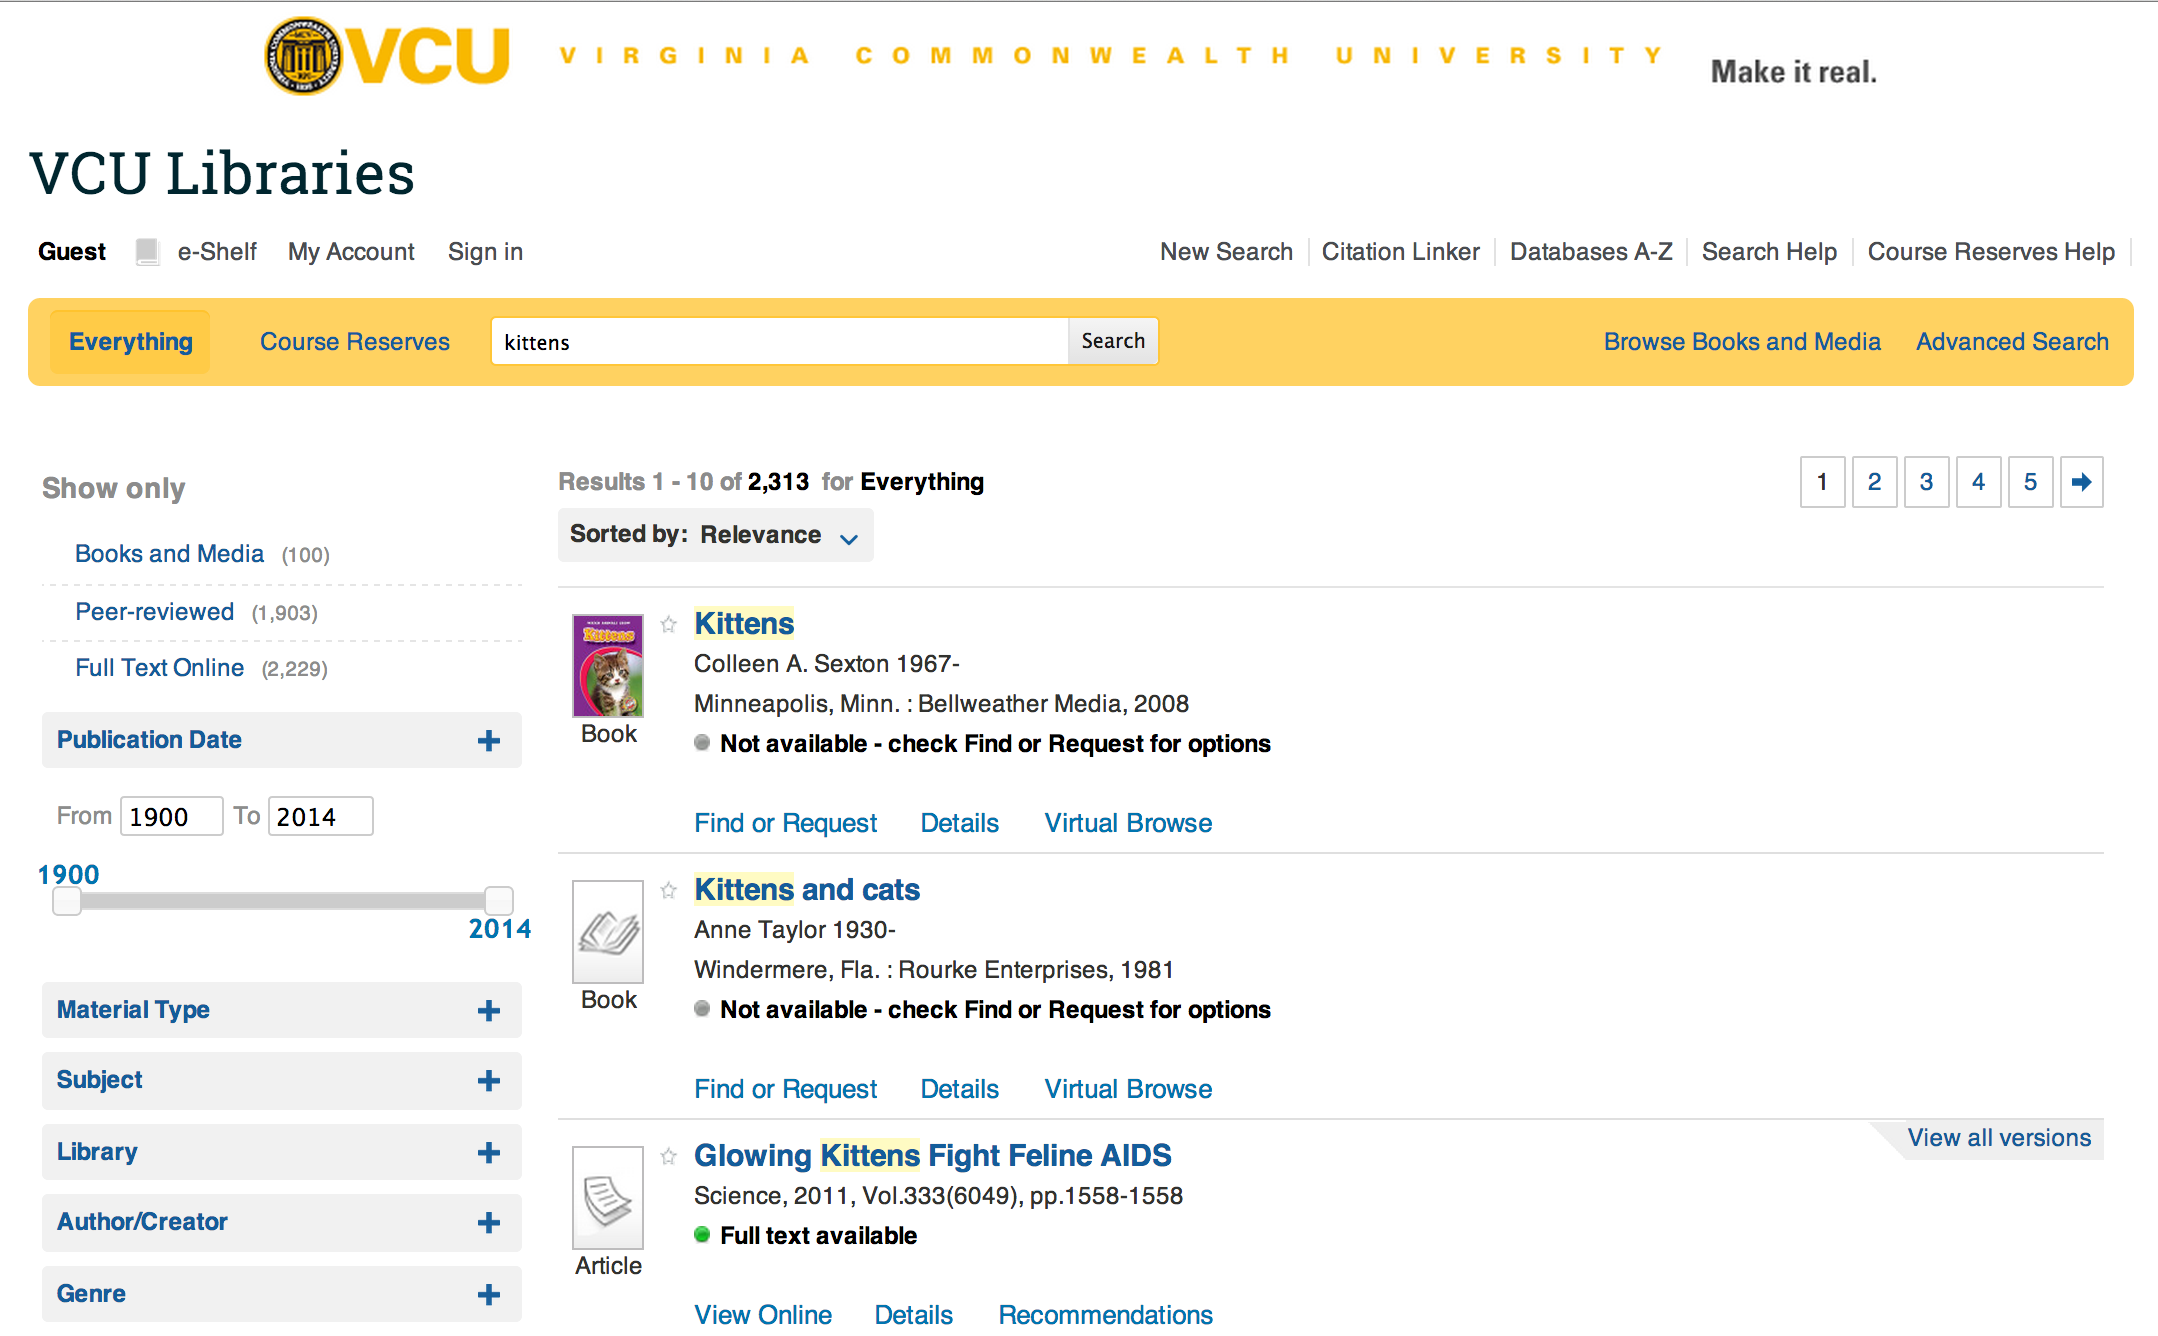 VCU VIRGINIA COMMONWEALTH UNIVERSITY Make it real.
VCU Libraries
Guest e-Shelf My Account Sign in New Search Citation Linker Databases A-Z Search Help Course Reserves Help
Everything Course Reserves kittens Search Browse Books and Media Advanced Search
Show only
Books and Media (100)
Peer-reviewed (1,903)
Full Text Online (2,229)
Publication Date +
From 1900 To 2014
1900
2014
Material Type +
Subject +
Library +
Author/Creator +
Genre +
Results 1 - 10 of 2,313 for Everything
1 2 3 4 5
Sorted by: Relevance
Kittens
Book
Kittens
Colleen A. Sexton 1967-
Minneapolis, Minn. : Bellweather Media, 2008
Not available - check Find or Request for options
Find or Request Details Virtual Browse
Book
Kittens and cats
Anne Taylor 1930-
Windermere, Fla. : Rourke Enterprises, 1981
Not available - check Find or Request for options
Find or Request Details Virtual Browse
View all versions
Article
Glowing Kittens Fight Feline AIDS
Science, 2011, Vol.333(6049), pp.1558-1558
Full text available
View Online Details Recommendations